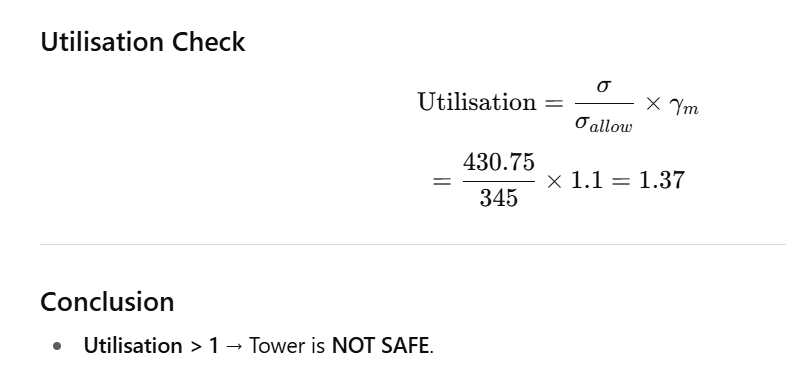 Utilisation Check
Utilisation = σ / σ_allow × γ_m
= 430.75 / 345 × 1.1 = 1.37
Conclusion
• Utilisation > 1 → Tower is NOT SAFE.